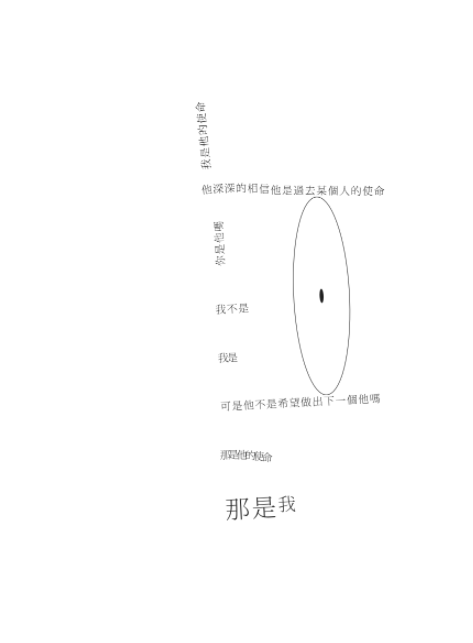 我是他的使命
他深深的相信他是過去某個人的使命
你是他嗎
我不是
我是
可是他不是希望做出下一個他嗎
那是他的使命
那是我